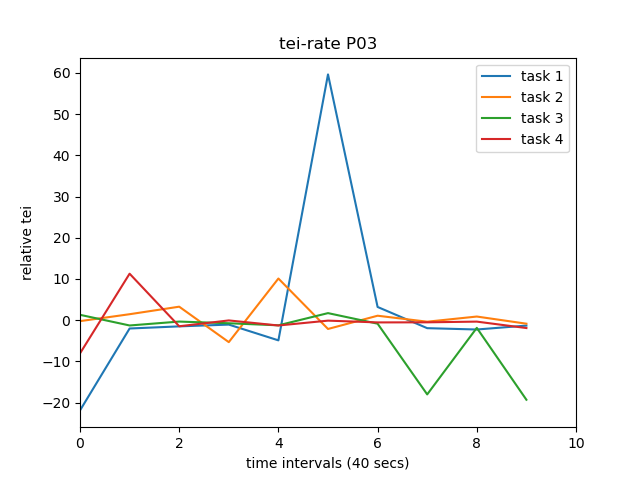 tei-rate P03
60
50
40
30
20
10
0
−10
−20
relative tei
0 2 4 6 8 10
time intervals (40 secs)
task 1
task 2
task 3
task 4